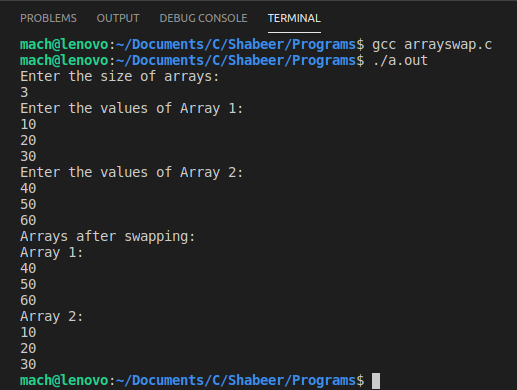 PROBLEMS OUTPUT DEBUG CONSOLE TERMINAL
mach@lenovo:~/Documents/C/Shabeer/Programs$ gcc arrayswap.c
mach@lenovo:~/Documents/C/Shabeer/Programs$ ./a.out
Enter the size of arrays:
3
Enter the values of Array 1:
10
20
30
Enter the values of Array 2:
40
50
60
Arrays after swapping:
Array 1:
40
50
60
Array 2:
10
20
30
mach@lenovo:~/Documents/C/Shabeer/Programs$